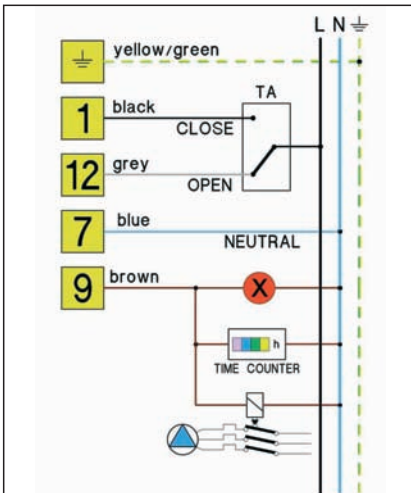 L N
yellow/green
1 black
TA
CLOSE
12 grey
OPEN
7 blue
NEUTRAL
9 brown
X
h
TIME COUNTER